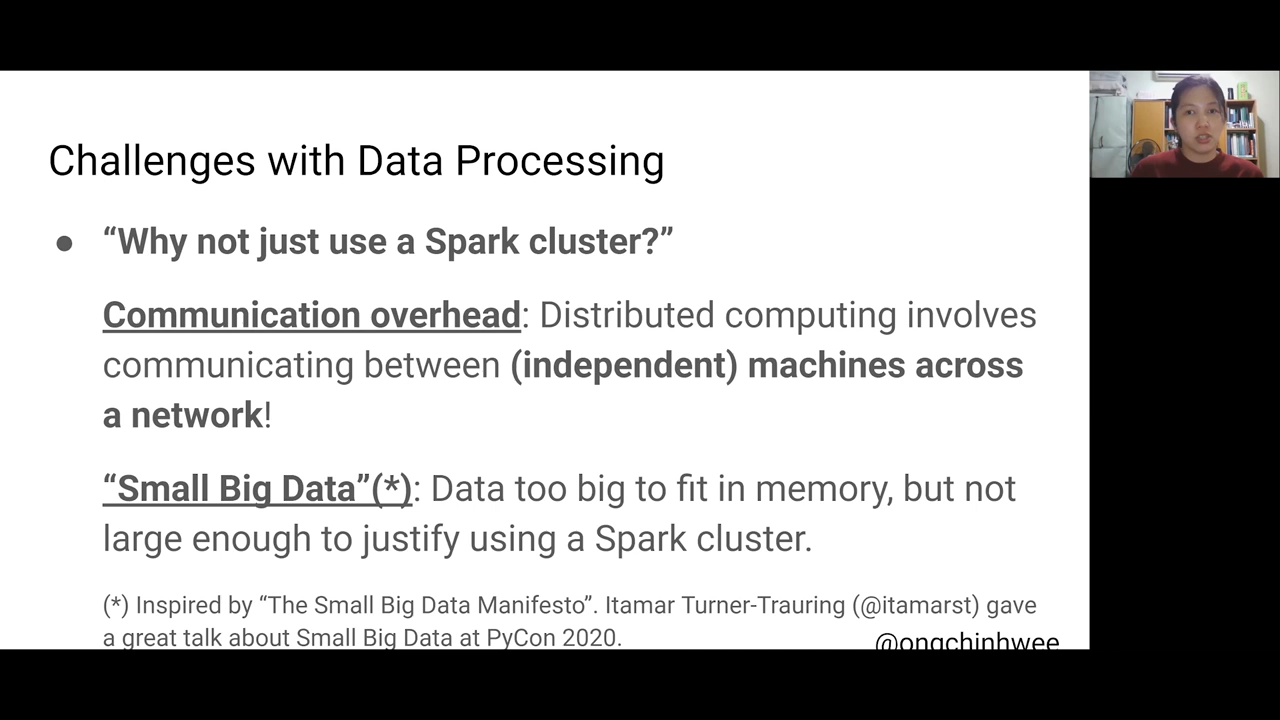 Challenges with Data Processing
● “Why not just use a Spark cluster?”
Communication overhead: Distributed computing involves
communicating between (independent) machines across
a network!
“Small Big Data”(*): Data too big to fit in memory, but not
large enough to justify using a Spark cluster.
(*) Inspired by “The Small Big Data Manifesto”. Itamar Turner-Trauring (@itamarst) gave
a great talk about Small Big Data at PyCon 2020.
@ongchinhwee